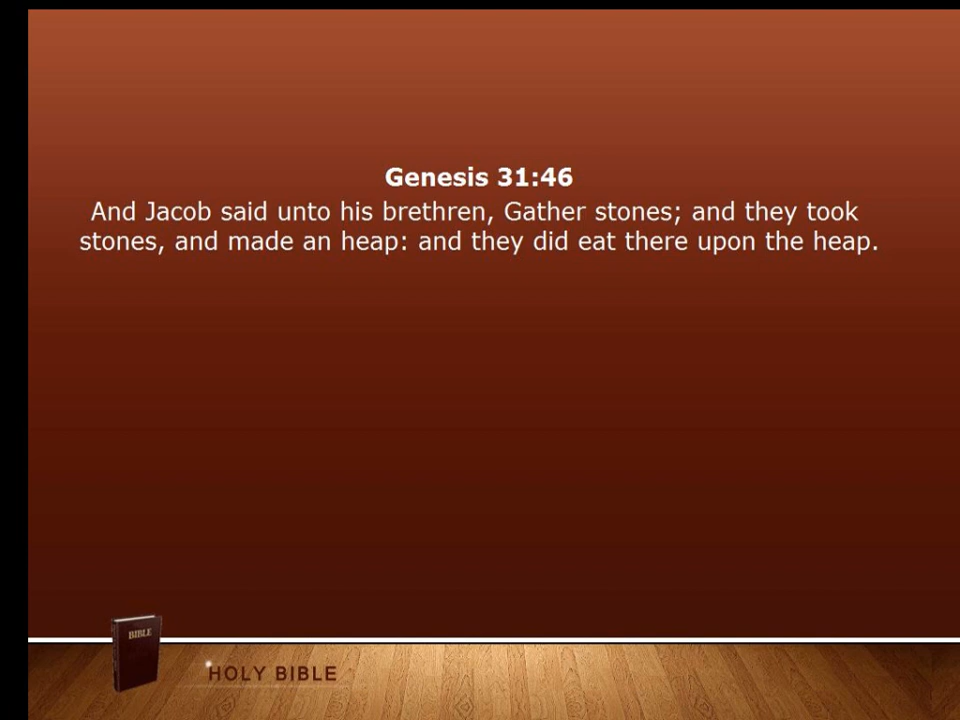 Genesis 31:46
And Jacob said unto his brethren, Gather stones; and they took
stones, and made an heap: and they did eat there upon the heap.
BIBLE
HOLY BIBLE